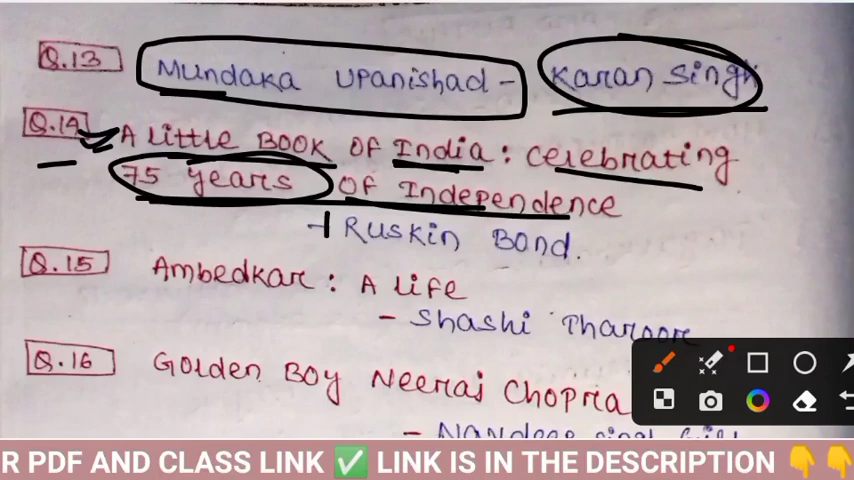 Q.13 Mundaka Upanishad - Karan Singh
Q.14 A Little BOOK OF India : Celebrating
75 years OF Independence
- Ruskin Bond.
Q.15 Ambedkar : A Life
- Shashi Tharoor
Q.16 Golden Boy Neeraj Chopra
R PDF AND CLASS LINK ✅ LINK IS IN THE DESCRIPTION 👇👇